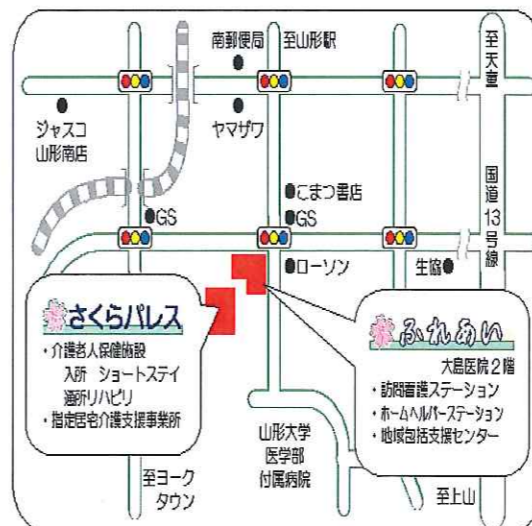 南郵便局
至山形駅
至天童
ジャスコ
山形南店
ヤマザワ
国道13号線
こまつ書店
GS
GS
ローソン
生協
さくらパレス
・介護老人保健施設
入所 ショートステイ
通所リハビリ
・指定居宅介護支援事業所
ふれあい
大島医院2階
・訪問看護ステーション
・ホームヘルパーステーション
・地域包括支援センター
山形大学
医学部
付属病院
至ヨーク
タウン
至上山